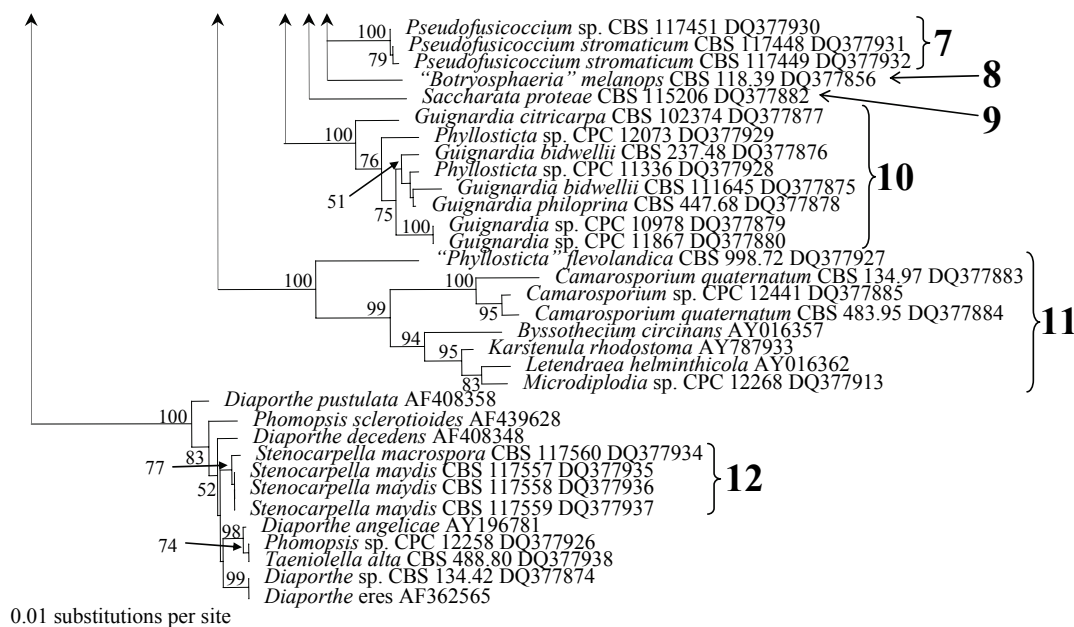 Pseudofusicoccium sp. CBS 117451 DQ377930
100
Pseudofusicoccium stromaticum CBS 117448 DQ377931
7
79
Pseudofusicoccium stromaticum CBS 117449 DQ377932
“Botryosphaeria” melanops CBS 118.39 DQ377856
8
Saccharata proteae CBS 115206 DQ377882
9
Guignardia citricarpa CBS 102374 DQ377877
100
Phyllosticta sp. CPC 12073 DQ377929
Guignardia bidwellii CBS 237.48 DQ377876
76
Phyllosticta sp. CPC 11336 DQ377928
10
Guignardia bidwellii CBS 111645 DQ377875
51
Guignardia philoprina CBS 447.68 DQ377878
75
100
Guignardia sp. CPC 10978 DQ377879
Guignardia sp. CPC 11867 DQ377880
“Phyllosticta” flevolandica CBS 998.72 DQ377927
100
Camarosporium quaternatum CBS 134.97 DQ377883
100
Camarosporium sp. CPC 12441 DQ377885
95
Camarosporium quaternatum CBS 483.95 DQ377884
99
11
Byssothecium circinans AY016357
94
Karstenula rhodostoma AY787933
95
Letendraea helminthicola AY016362
83
Microdiplodia sp. CPC 12268 DQ377913
Diaporthe pustulata AF408358
100
Phomopsis sclerotioides AF439628
Diaporthe decedens AF408348
83
Stenocarpella macrospora CBS 117560 DQ377934
77
Stenocarpella maydis CBS 117557 DQ377935
12
52
Stenocarpella maydis CBS 117558 DQ377936
Stenocarpella maydis CBS 117559 DQ377937
Diaporthe angelicae AY196781
98
Phomopsis sp. CPC 12258 DQ377926
74
Taeniolella alta CBS 488.80 DQ377938
99
Diaporthe sp. CBS 134.42 DQ377874
Diaporthe eres AF362565
0.01 substitutions per site